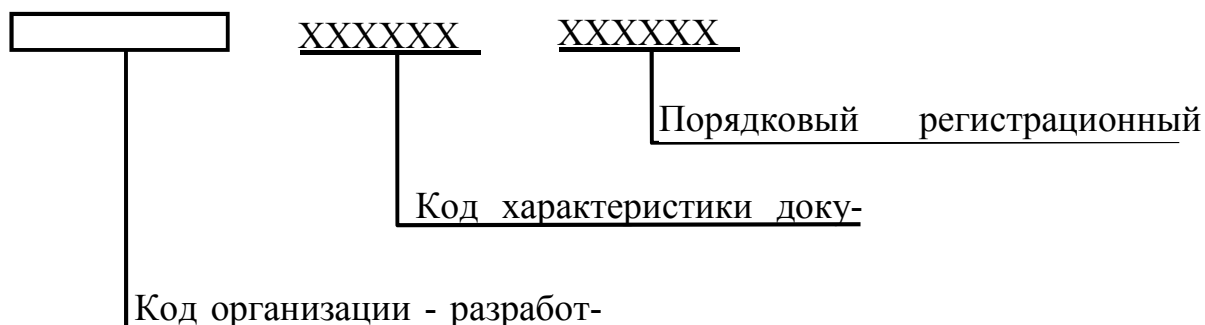 XXXXXX XXXXXX
Порядковый регистрационный
Код характеристики доку-
Код организации - разработ-